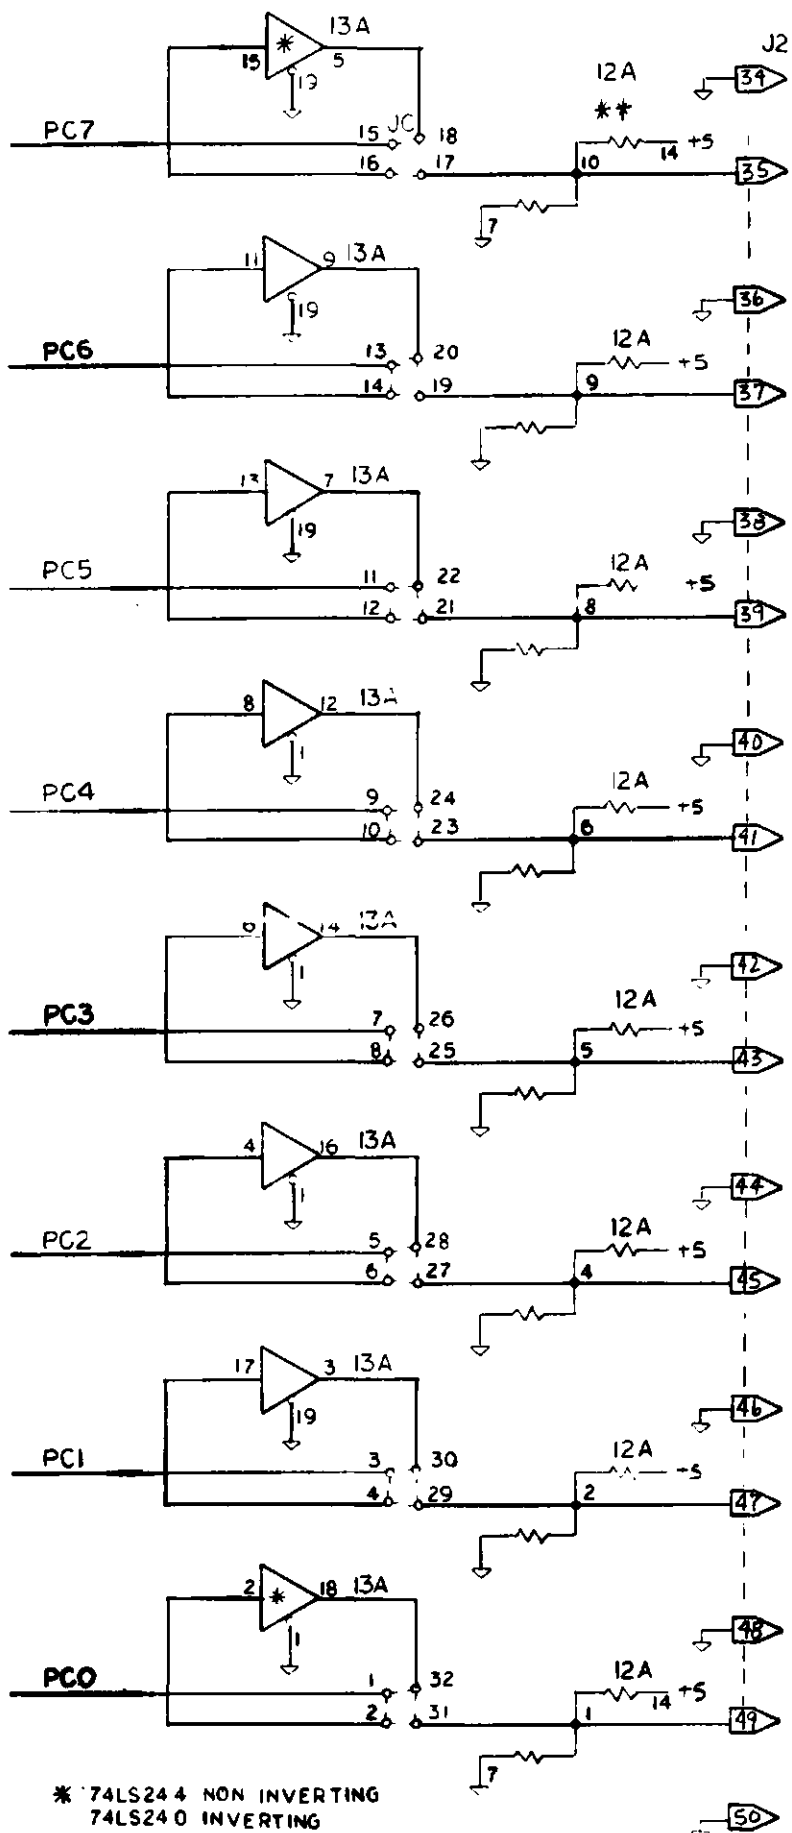 13A
J2
15 * 5
19
12A
34
**
PC7
15 JC 18
14 +5
16 17 10
35
7
11 9 13A
19
36
PC6
12A
13 20
+5
14 19 9
37
13 7 13A
19
38
PC5
12A
11 22
+5
12 21 8
39
8 12 13A
1
40
PC4
12A
9 24
+5
10 23 6
41
6 14 13A
1
42
PC3
12A
7 26
+5
8 25 5
43
4 16 13A
1
44
PC2
12A
5 28
+5
6 27 4
45
17 3 13A
19
46
PC1
12A
3 30
+5
4 29 2
47
2 * 18 13A
1
48
PC0
12A
1 32
14 +5
2 31 1
49
7
* 74LS244 NON INVERTING
74LS240 INVERTING
50